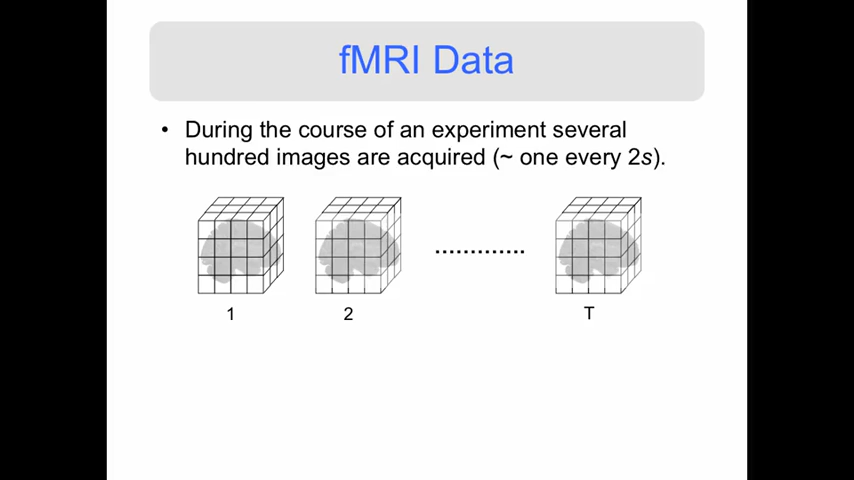 fMRI Data
• During the course of an experiment several
hundred images are acquired (~ one every 2s).
.............
1 2 T